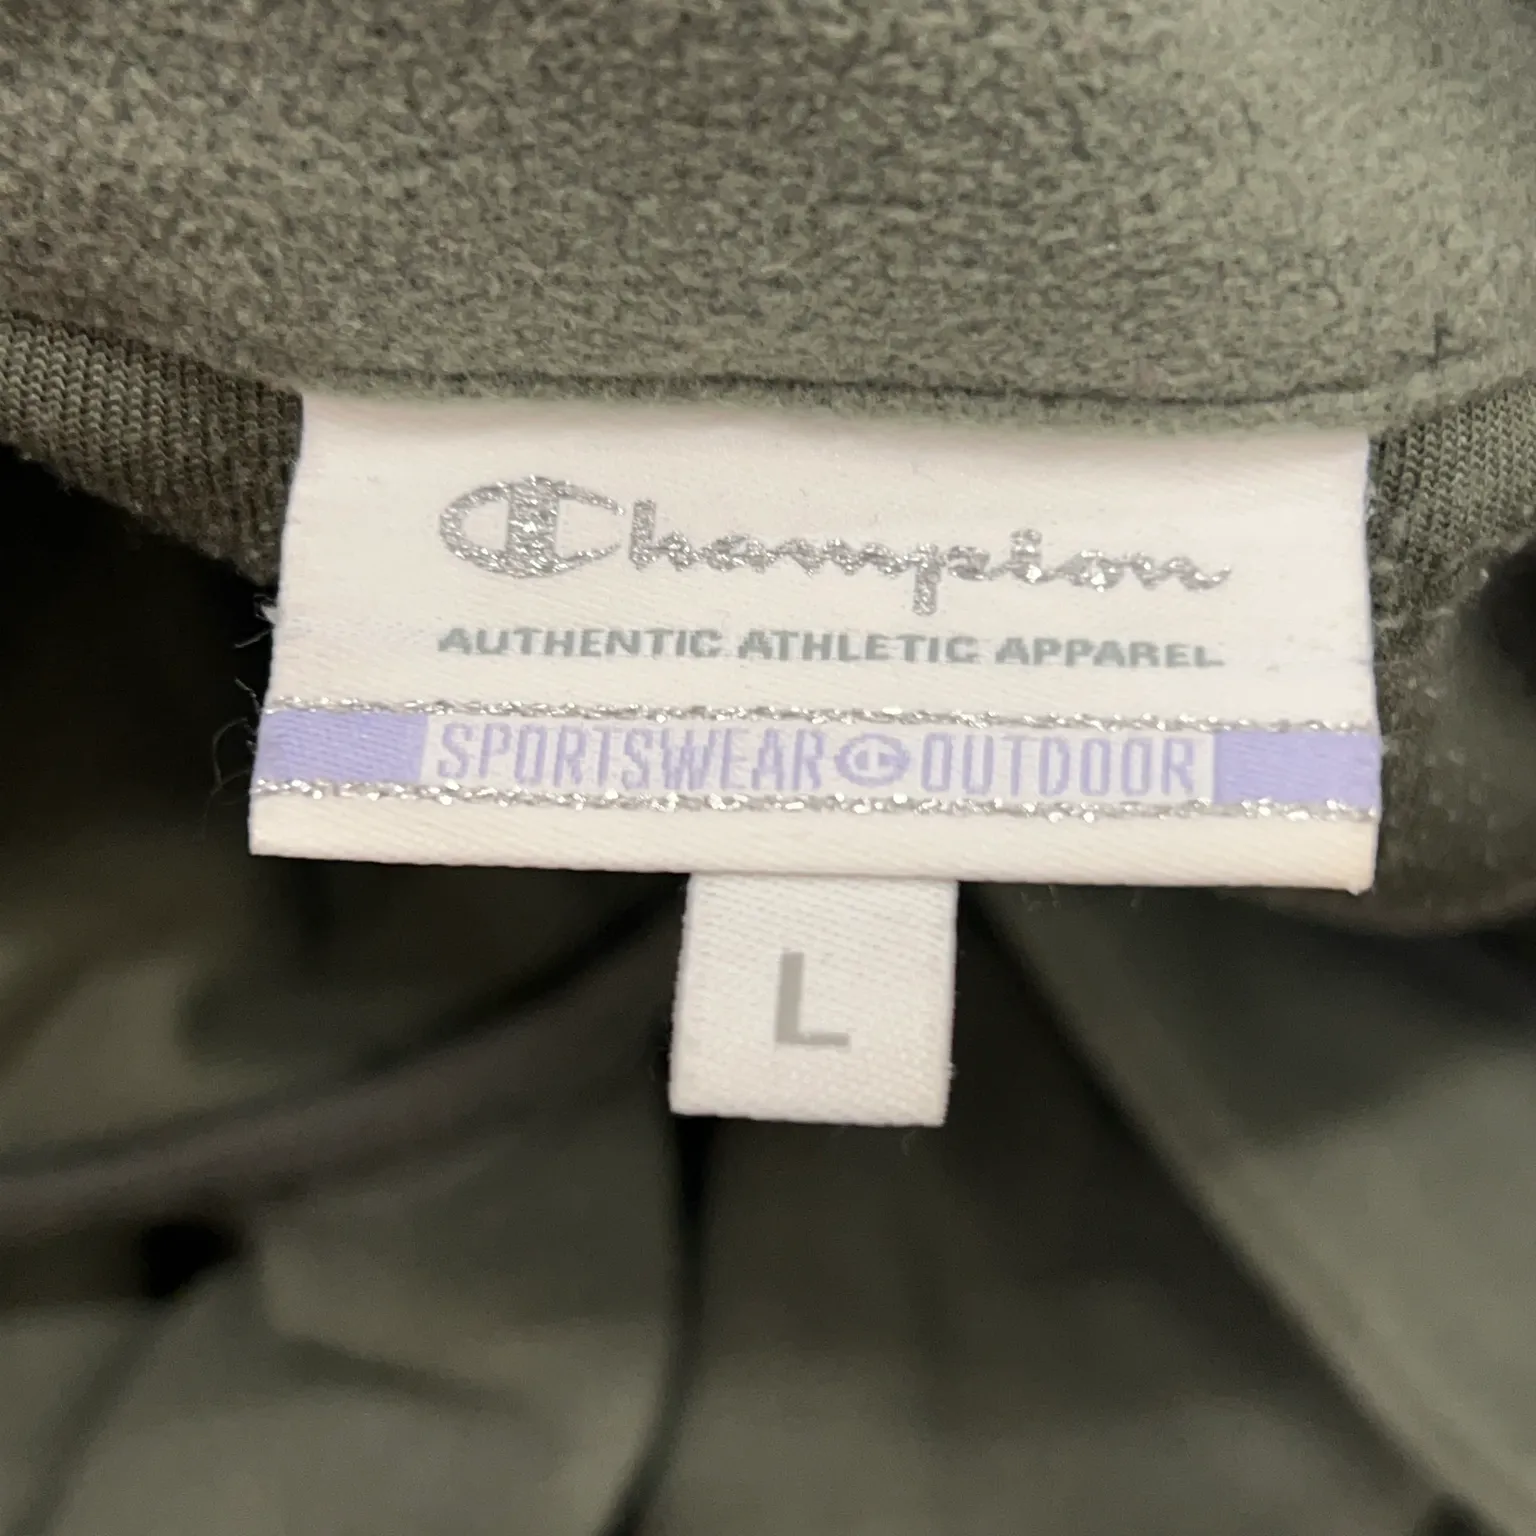 Champion
AUTHENTIC ATHLETIC APPAREL
SPORTSWEAR C OUTDOOR
L